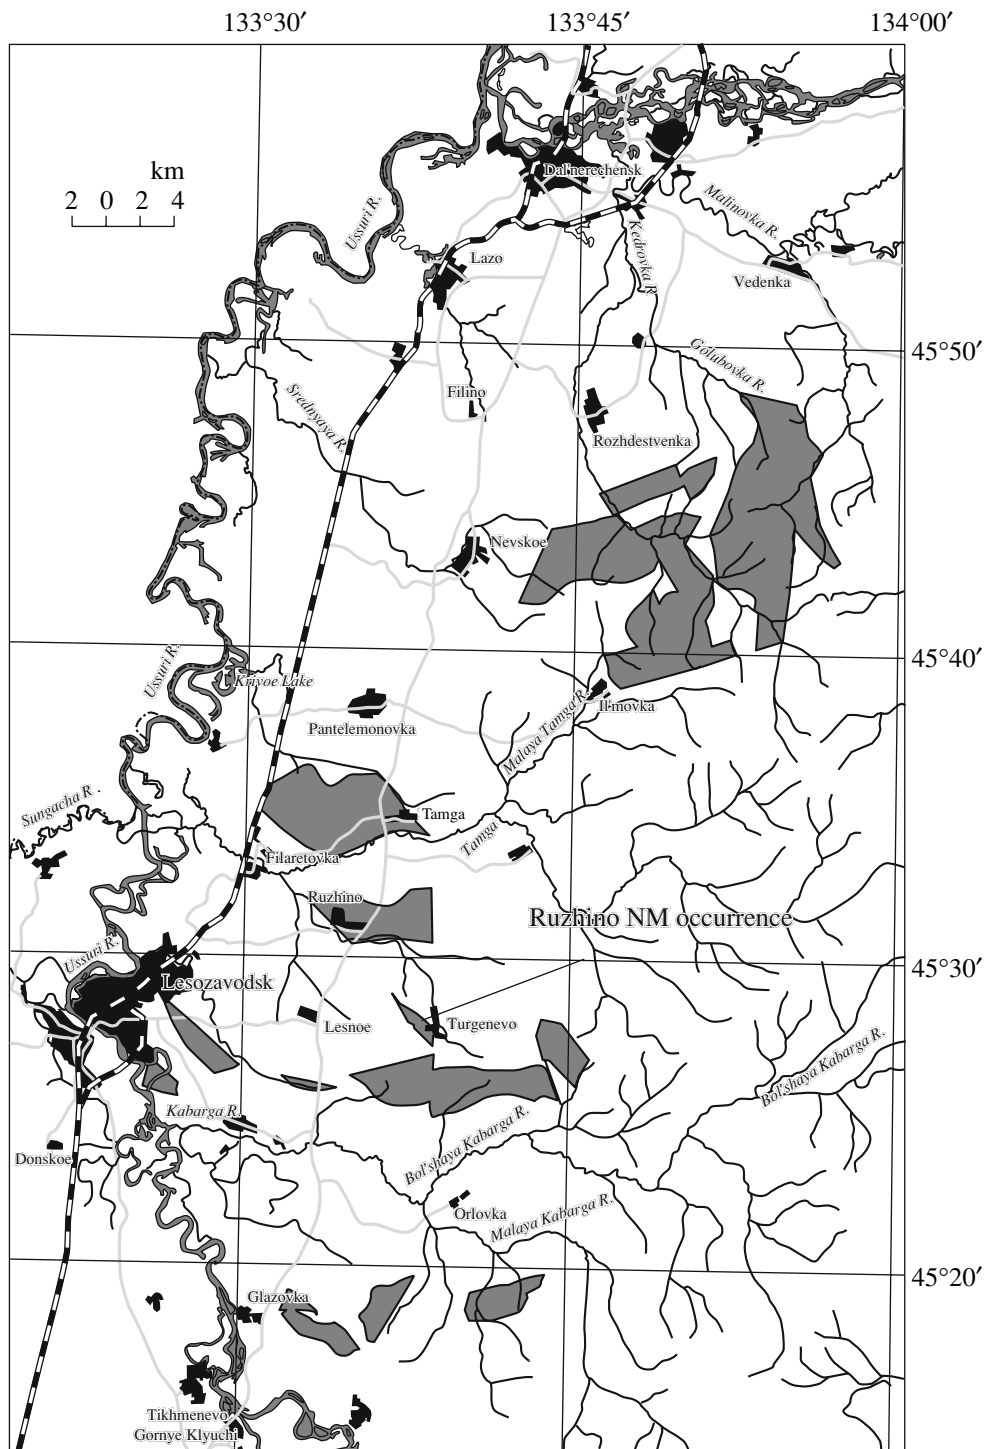 133°30′ 133°45′ 134°00′
km
2 0 2 4
Dal'nerechensk
Malinovka R.
Ussuri R.
Kedrovka R.
Lazo
Vedenka
45°50′
Golubovka R.
Srednyaya R.
Filino
Rozhdestvenka
Nevskoe
45°40′
Ussuri R.
Krivoe Lake
Il'movka
Pantelemonovka
Malaya Tamga R.
Sungacha R.
Tamga
Tamga
Filaretovka
Ruzhino
Ruzhino NM occurrence
Ussuri R.
45°30′
Lesozavodsk
Lesnoe
Turgenevo
Bol'shaya Kabarga R.
Kabarga R.
Bol'shaya Kabarga R.
Donskoe
Orlovka
Malaya Kabarga R.
45°20′
Glazovka
Tikhmenevo
Gornye Klyuchi